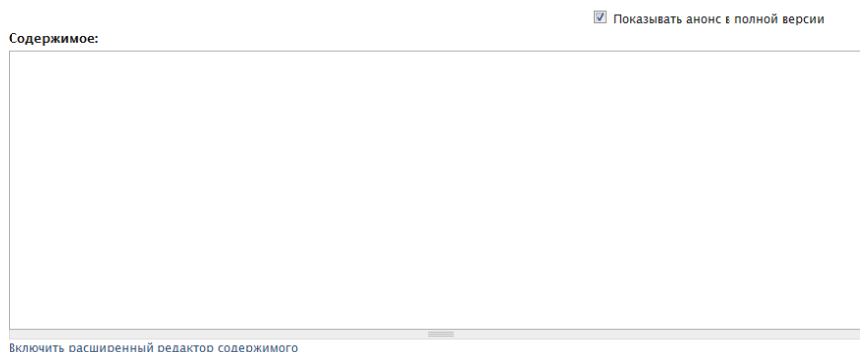 Показывать анонс в полной версии
Содержимое:
Включить расширенный редактор содержимого